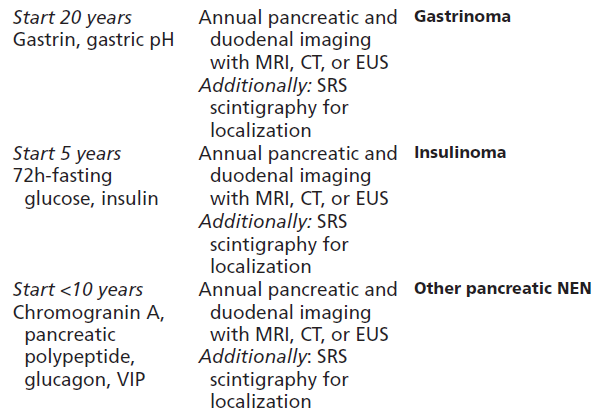 Start 20 years
Gastrin, gastric pH
Annual pancreatic and
duodenal imaging
with MRI, CT, or EUS
Additionally: SRS
scintigraphy for
localization
Gastrinoma
Start 5 years
72h-fasting
glucose, insulin
Annual pancreatic and
duodenal imaging
with MRI, CT, or EUS
Additionally: SRS
scintigraphy for
localization
Insulinoma
Start <10 years
Chromogranin A,
pancreatic
polypeptide,
glucagon, VIP
Annual pancreatic and
duodenal imaging
with MRI, CT, or EUS
Additionally: SRS
scintigraphy for
localization
Other pancreatic NEN